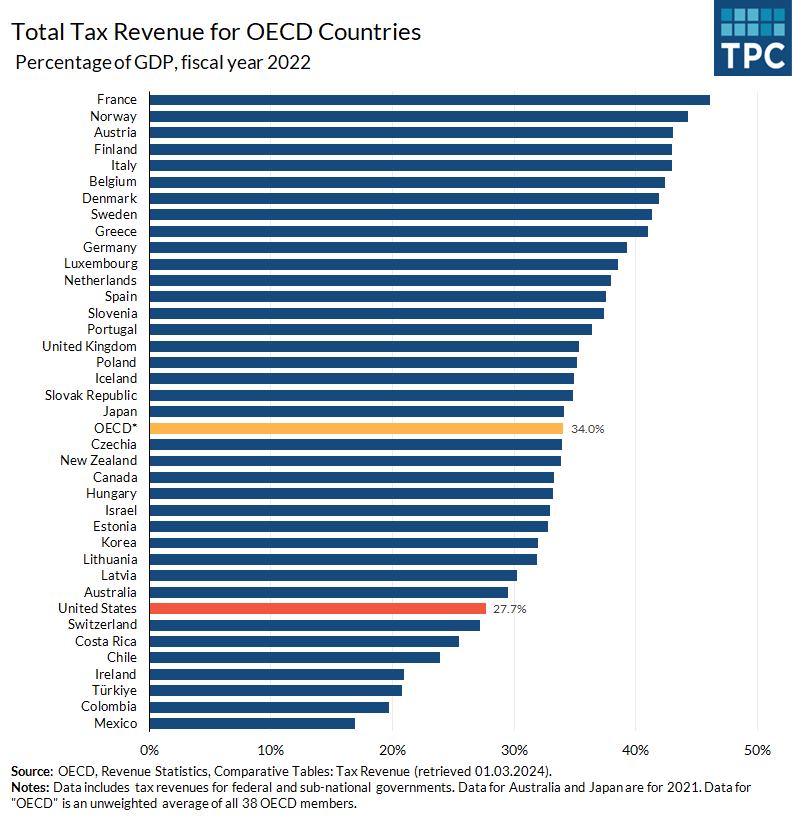 Total Tax Revenue for OECD Countries
Percentage of GDP, fiscal year 2022
TPC
France
Norway
Austria
Finland
Italy
Belgium
Denmark
Sweden
Greece
Germany
Luxembourg
Netherlands
Spain
Slovenia
Portugal
United Kingdom
Poland
Iceland
Slovak Republic
Japan
OECD* 34.0%
Czechia
New Zealand
Canada
Hungary
Israel
Estonia
Korea
Lithuania
Latvia
Australia
United States 27.7%
Switzerland
Costa Rica
Chile
Ireland
Türkiye
Colombia
Mexico
0% 10% 20% 30% 40% 50%
Source: OECD, Revenue Statistics, Comparative Tables: Tax Revenue (retrieved 01.03.2024).
Notes: Data includes tax revenues for federal and sub-national governments. Data for Australia and Japan are for 2021. Data for
"OECD" is an unweighted average of all 38 OECD members.